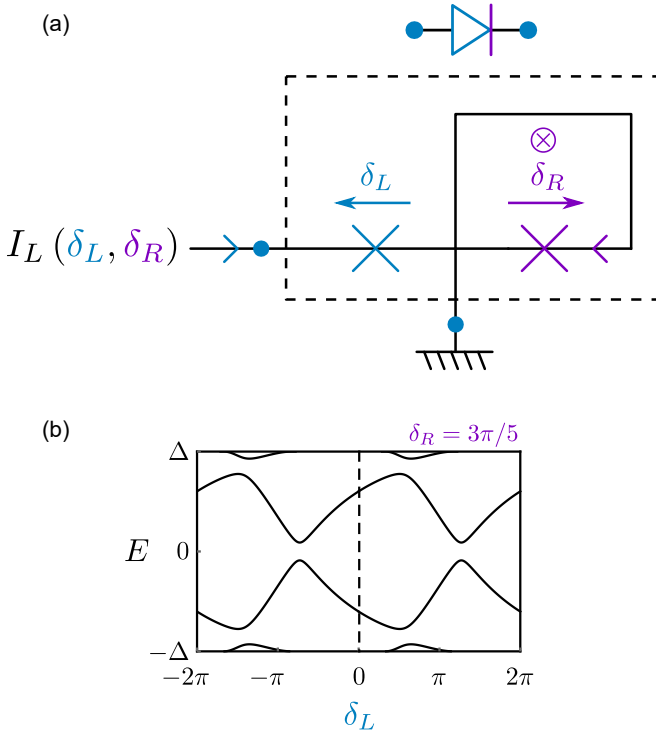 (a)
δ_L
δ_R
I_L (δ_L, δ_R)
(b)
δ_R = 3π/5
Δ
E
0
−Δ
−2π −π 0 π 2π
δ_L